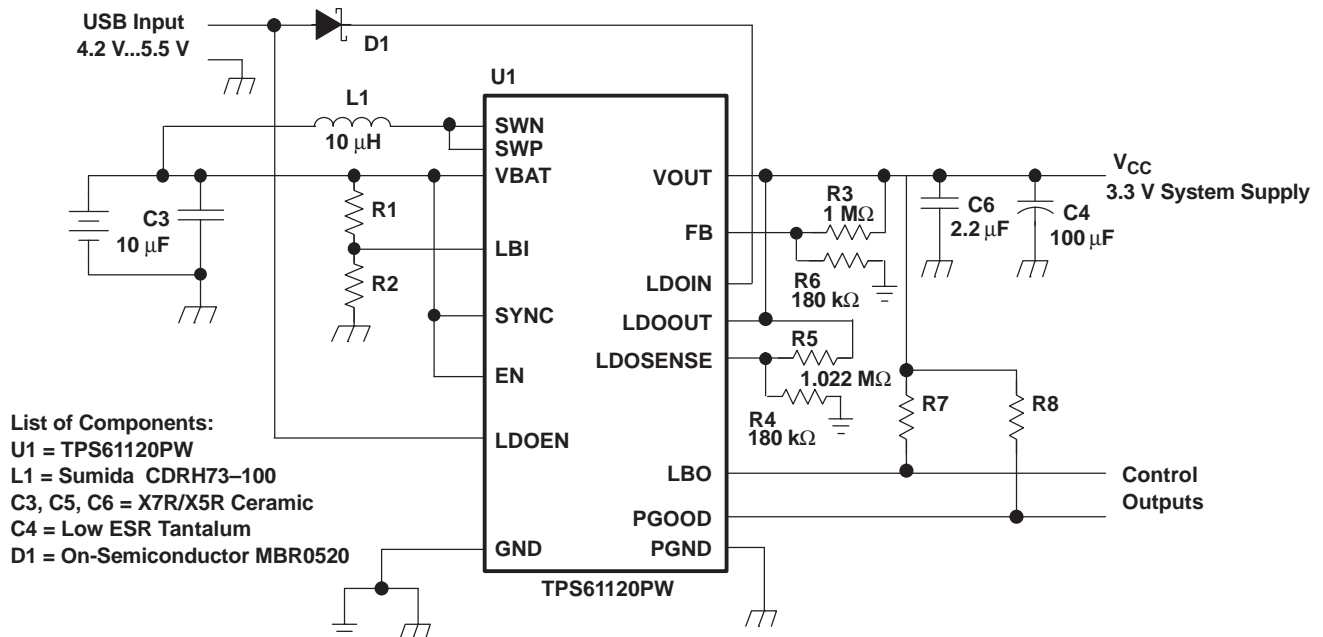 USB Input
4.2 V...5.5 V
D1
U1
L1
10 μH
SWN
SWP
VBAT
VOUT
VCC
3.3 V System Supply
C3
10 μF
R1
LBI
R2
FB
R3
1 MΩ
C6
2.2 μF
C4
100 μF
R6
180 kΩ
LDOIN
SYNC
LDOOUT
R5
1.022 MΩ
LDOSENSE
EN
R4
180 kΩ
R7
R8
LDOEN
LBO
Control
Outputs
PGOOD
GND
PGND
TPS61120PW
List of Components:
U1 = TPS61120PW
L1 = Sumida CDRH73–100
C3, C5, C6 = X7R/X5R Ceramic
C4 = Low ESR Tantalum
D1 = On-Semiconductor MBR0520